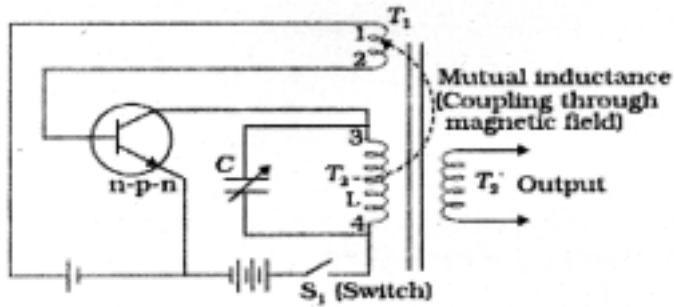 T₁
1
2
Mutual inductance
(Coupling through
magnetic field)
3
C
n-p-n
T₂
L
T₂ Output
4
S₁ (Switch)